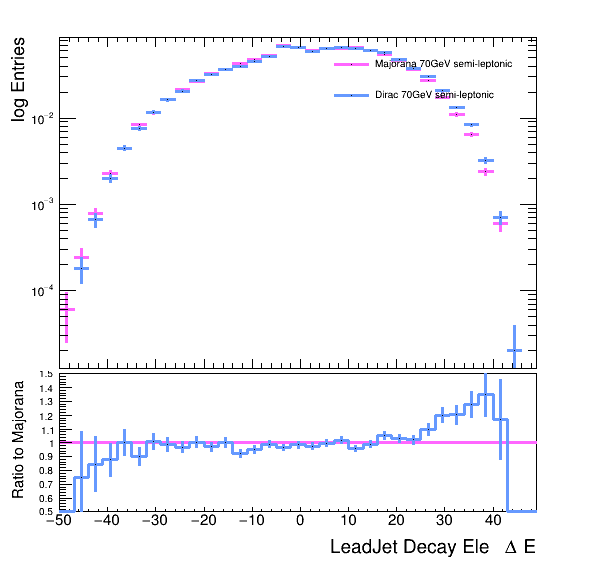 log Entries
Majorana 70GeV semi-leptonic
Dirac 70GeV semi-leptonic
10⁻²
10⁻³
10⁻⁴
Ratio to Majorana
1.5
1.4
1.3
1.2
1.1
1
0.9
0.8
0.7
0.6
0.5
−50 −40 −30 −20 −10 0 10 20 30 40
LeadJet Decay Ele Δ E